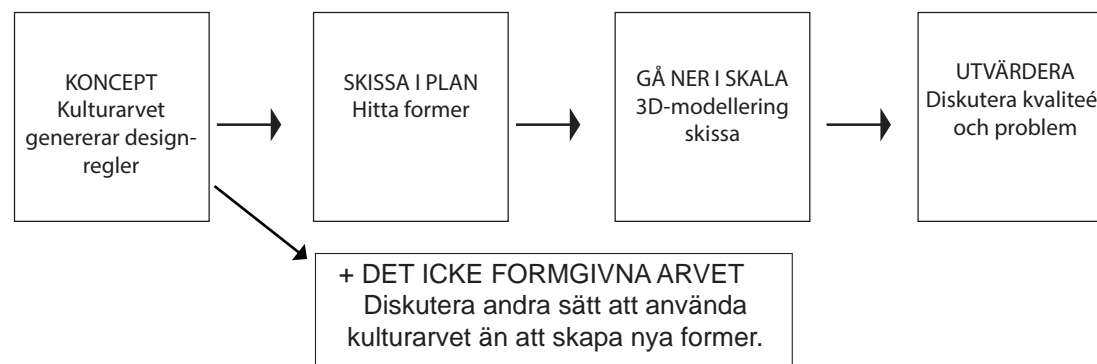 KONCEPT
Kulturarvet
genererar design-
regler
SKISSA I PLAN
Hitta former
GÅ NER I SKALA
3D-modellering
skissa
UTVÄRDERA
Diskutera kvaliteé
och problem
+ DET ICKE FORMGIVNA ARVET
Diskutera andra sätt att använda
kulturarvet än att skapa nya former.